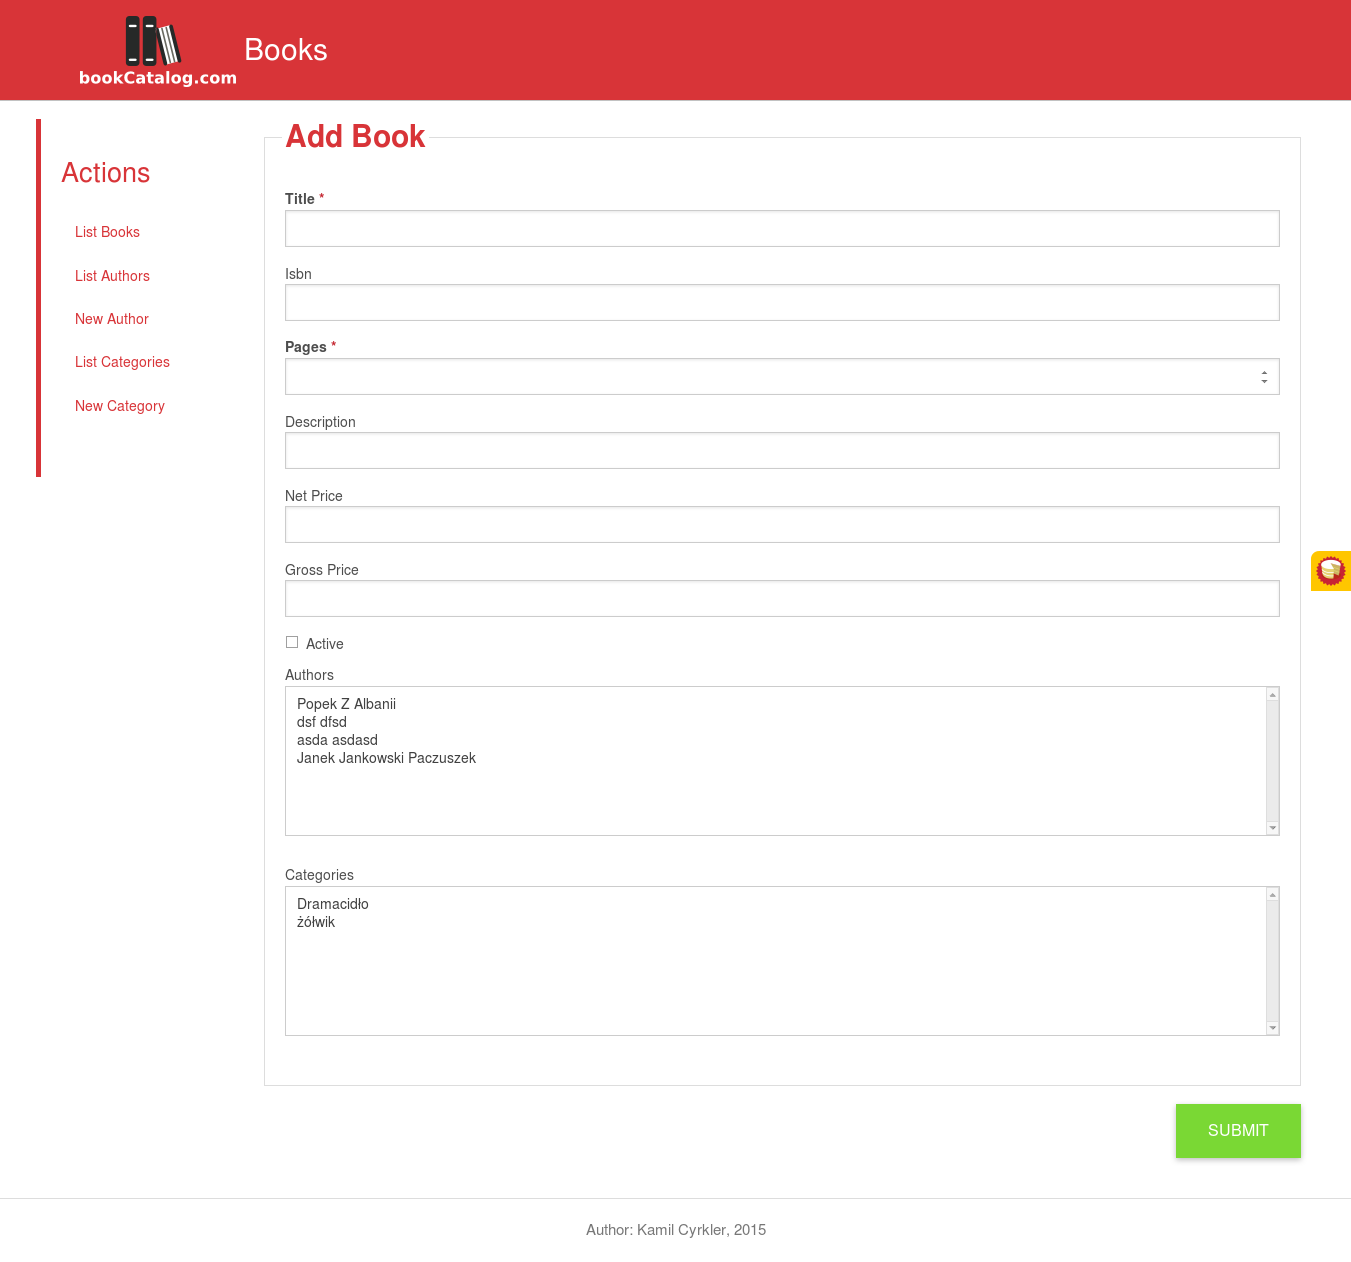 bookCatalog.com
Books
Actions
List Books
List Authors
New Author
List Categories
New Category
Add Book
Title *
Isbn
Pages *
Description
Net Price
Gross Price
Active
Authors
Popek Z Albanii
dsf dfsd
asda asdasd
Janek Jankowski Paczuszek
Categories
Dramacidło
żółwik
SUBMIT
Author: Kamil Cyrkler, 2015